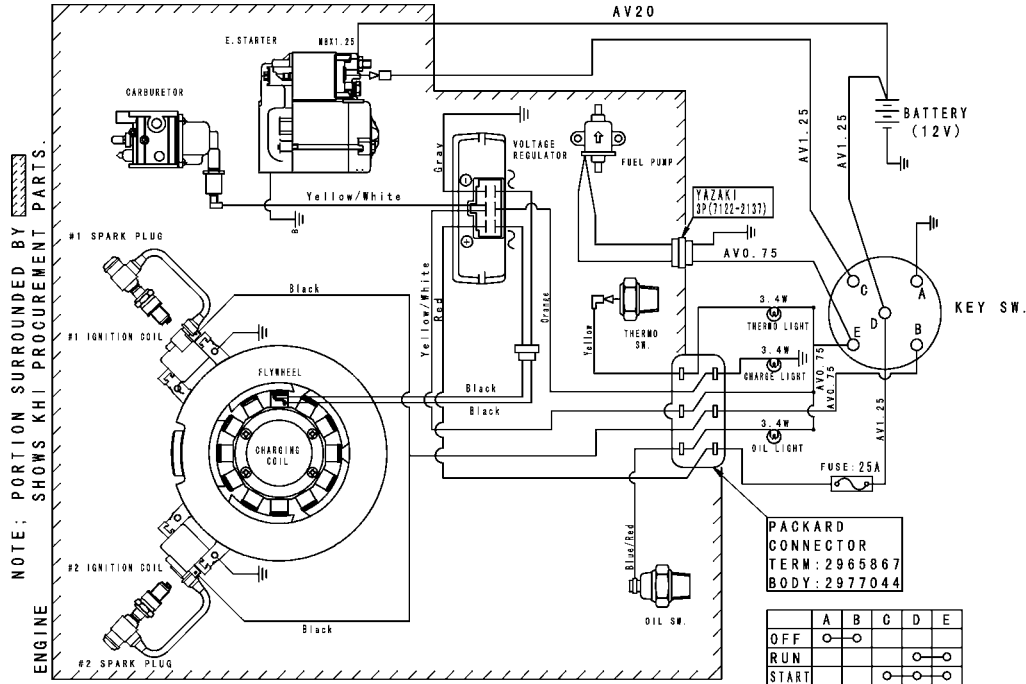 AV20
E.STARTER
M8X1.25
CARBURETOR
VOLTAGE
REGULATOR
FUEL PUMP
BATTERY
(12V)
AV1.25
AV1.25
Gray
Yellow/White
B
YAZAKI
3P(7122-2137)
#1 SPARK PLUG
AV0.75
Black
C
A
D
E
B
KEY SW.
#1 IGNITION COIL
Yellow/White
Red
Orange
Yellow
THERMO
SW.
3.4W
THERMO LIGHT
3.4W
CHARGE LIGHT
AV0.75
AV0.75
FLYWHEEL
Black
Black
3.4W
OIL LIGHT
AV1.25
CHARGING
COIL
FUSE:25A
PACKARD
CONNECTOR
TERM:2965867
BODY:2977044
#2 IGNITION COIL
Blue/Red
OIL SW.
Black
#2 SPARK PLUG
ENGINE
NOTE; PORTION SURROUNDED BY
SHOWS KHI PROCUREMENT PARTS.
A B C D E
OFF
RUN
START